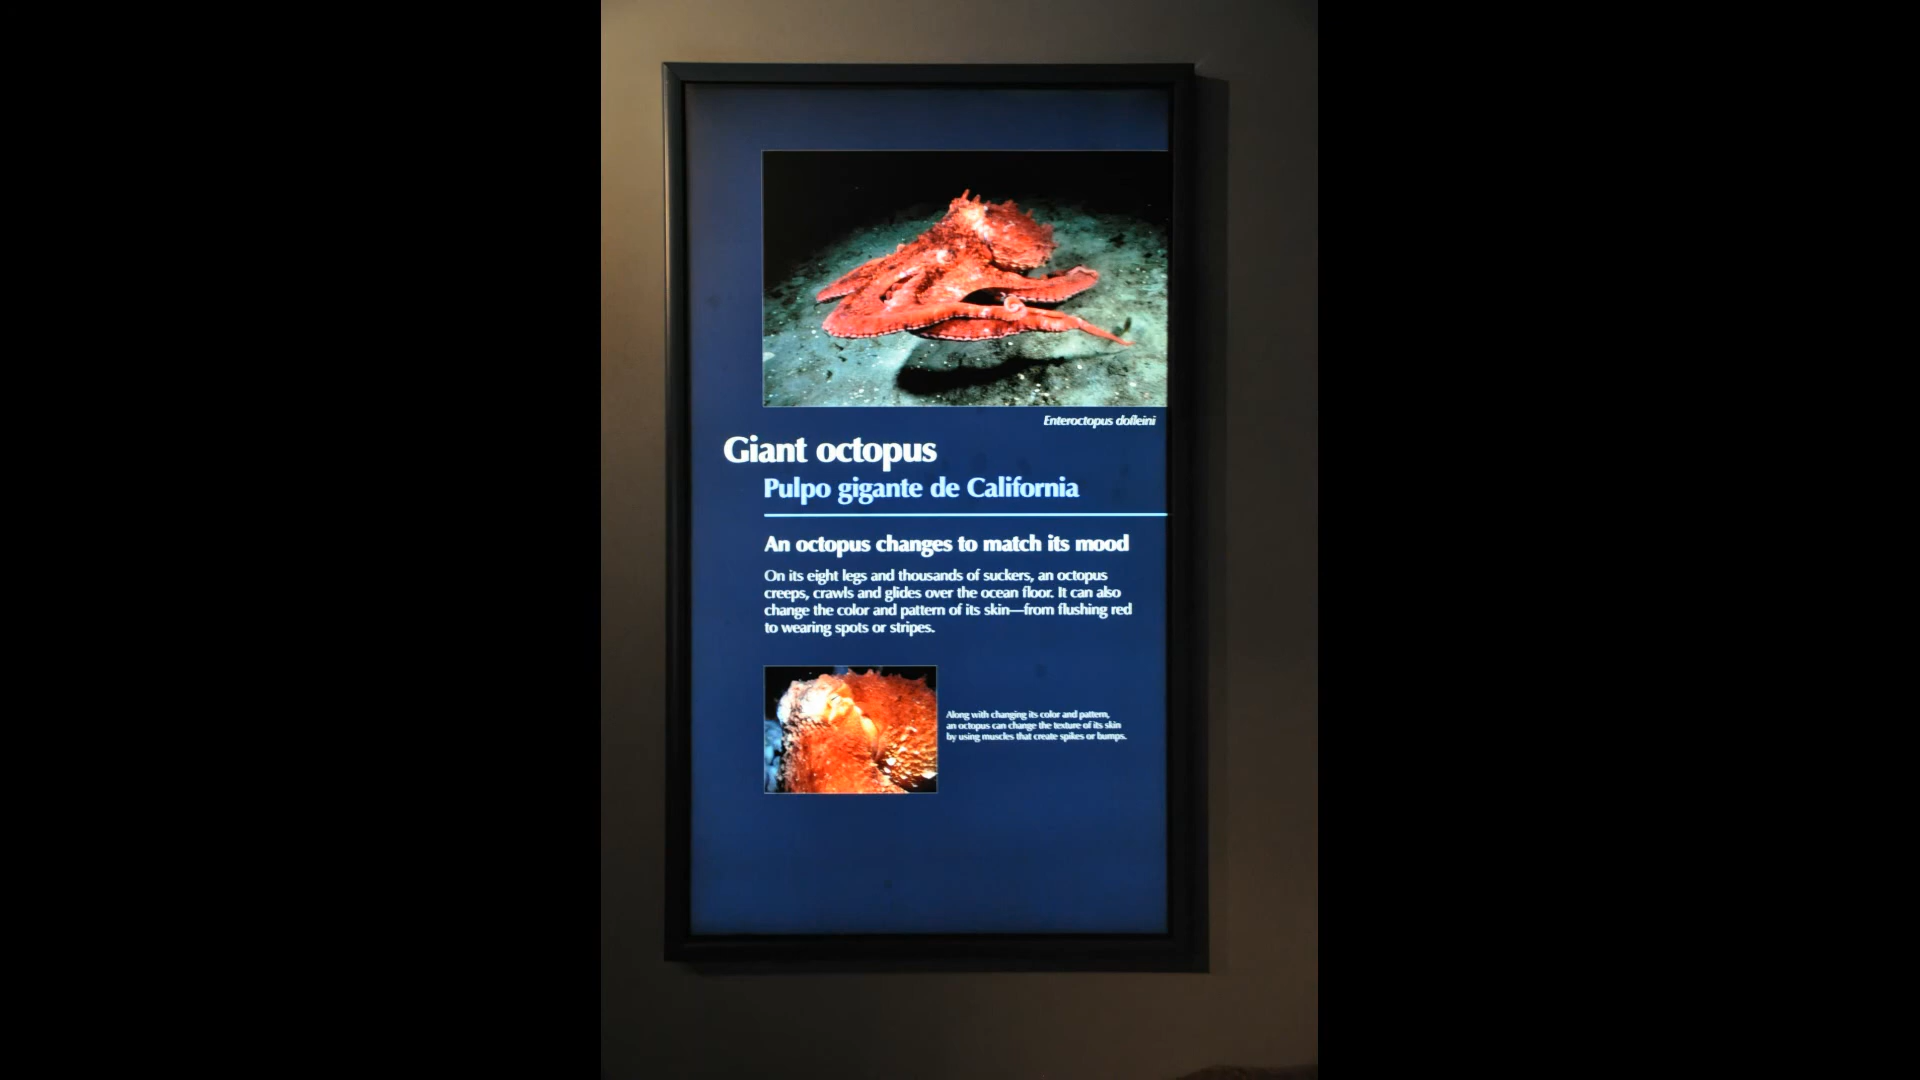 Enteroctopus dofleini
Giant octopus
Pulpo gigante de California
An octopus changes to match its mood
On its eight legs and thousands of suckers, an octopus
creeps, crawls and glides over the ocean floor. It can also
change the color and pattern of its skin—from flushing red
to wearing spots or stripes.
Along with changing its color and pattern,
an octopus can change the texture of its skin
by using muscles that create spikes or bumps.